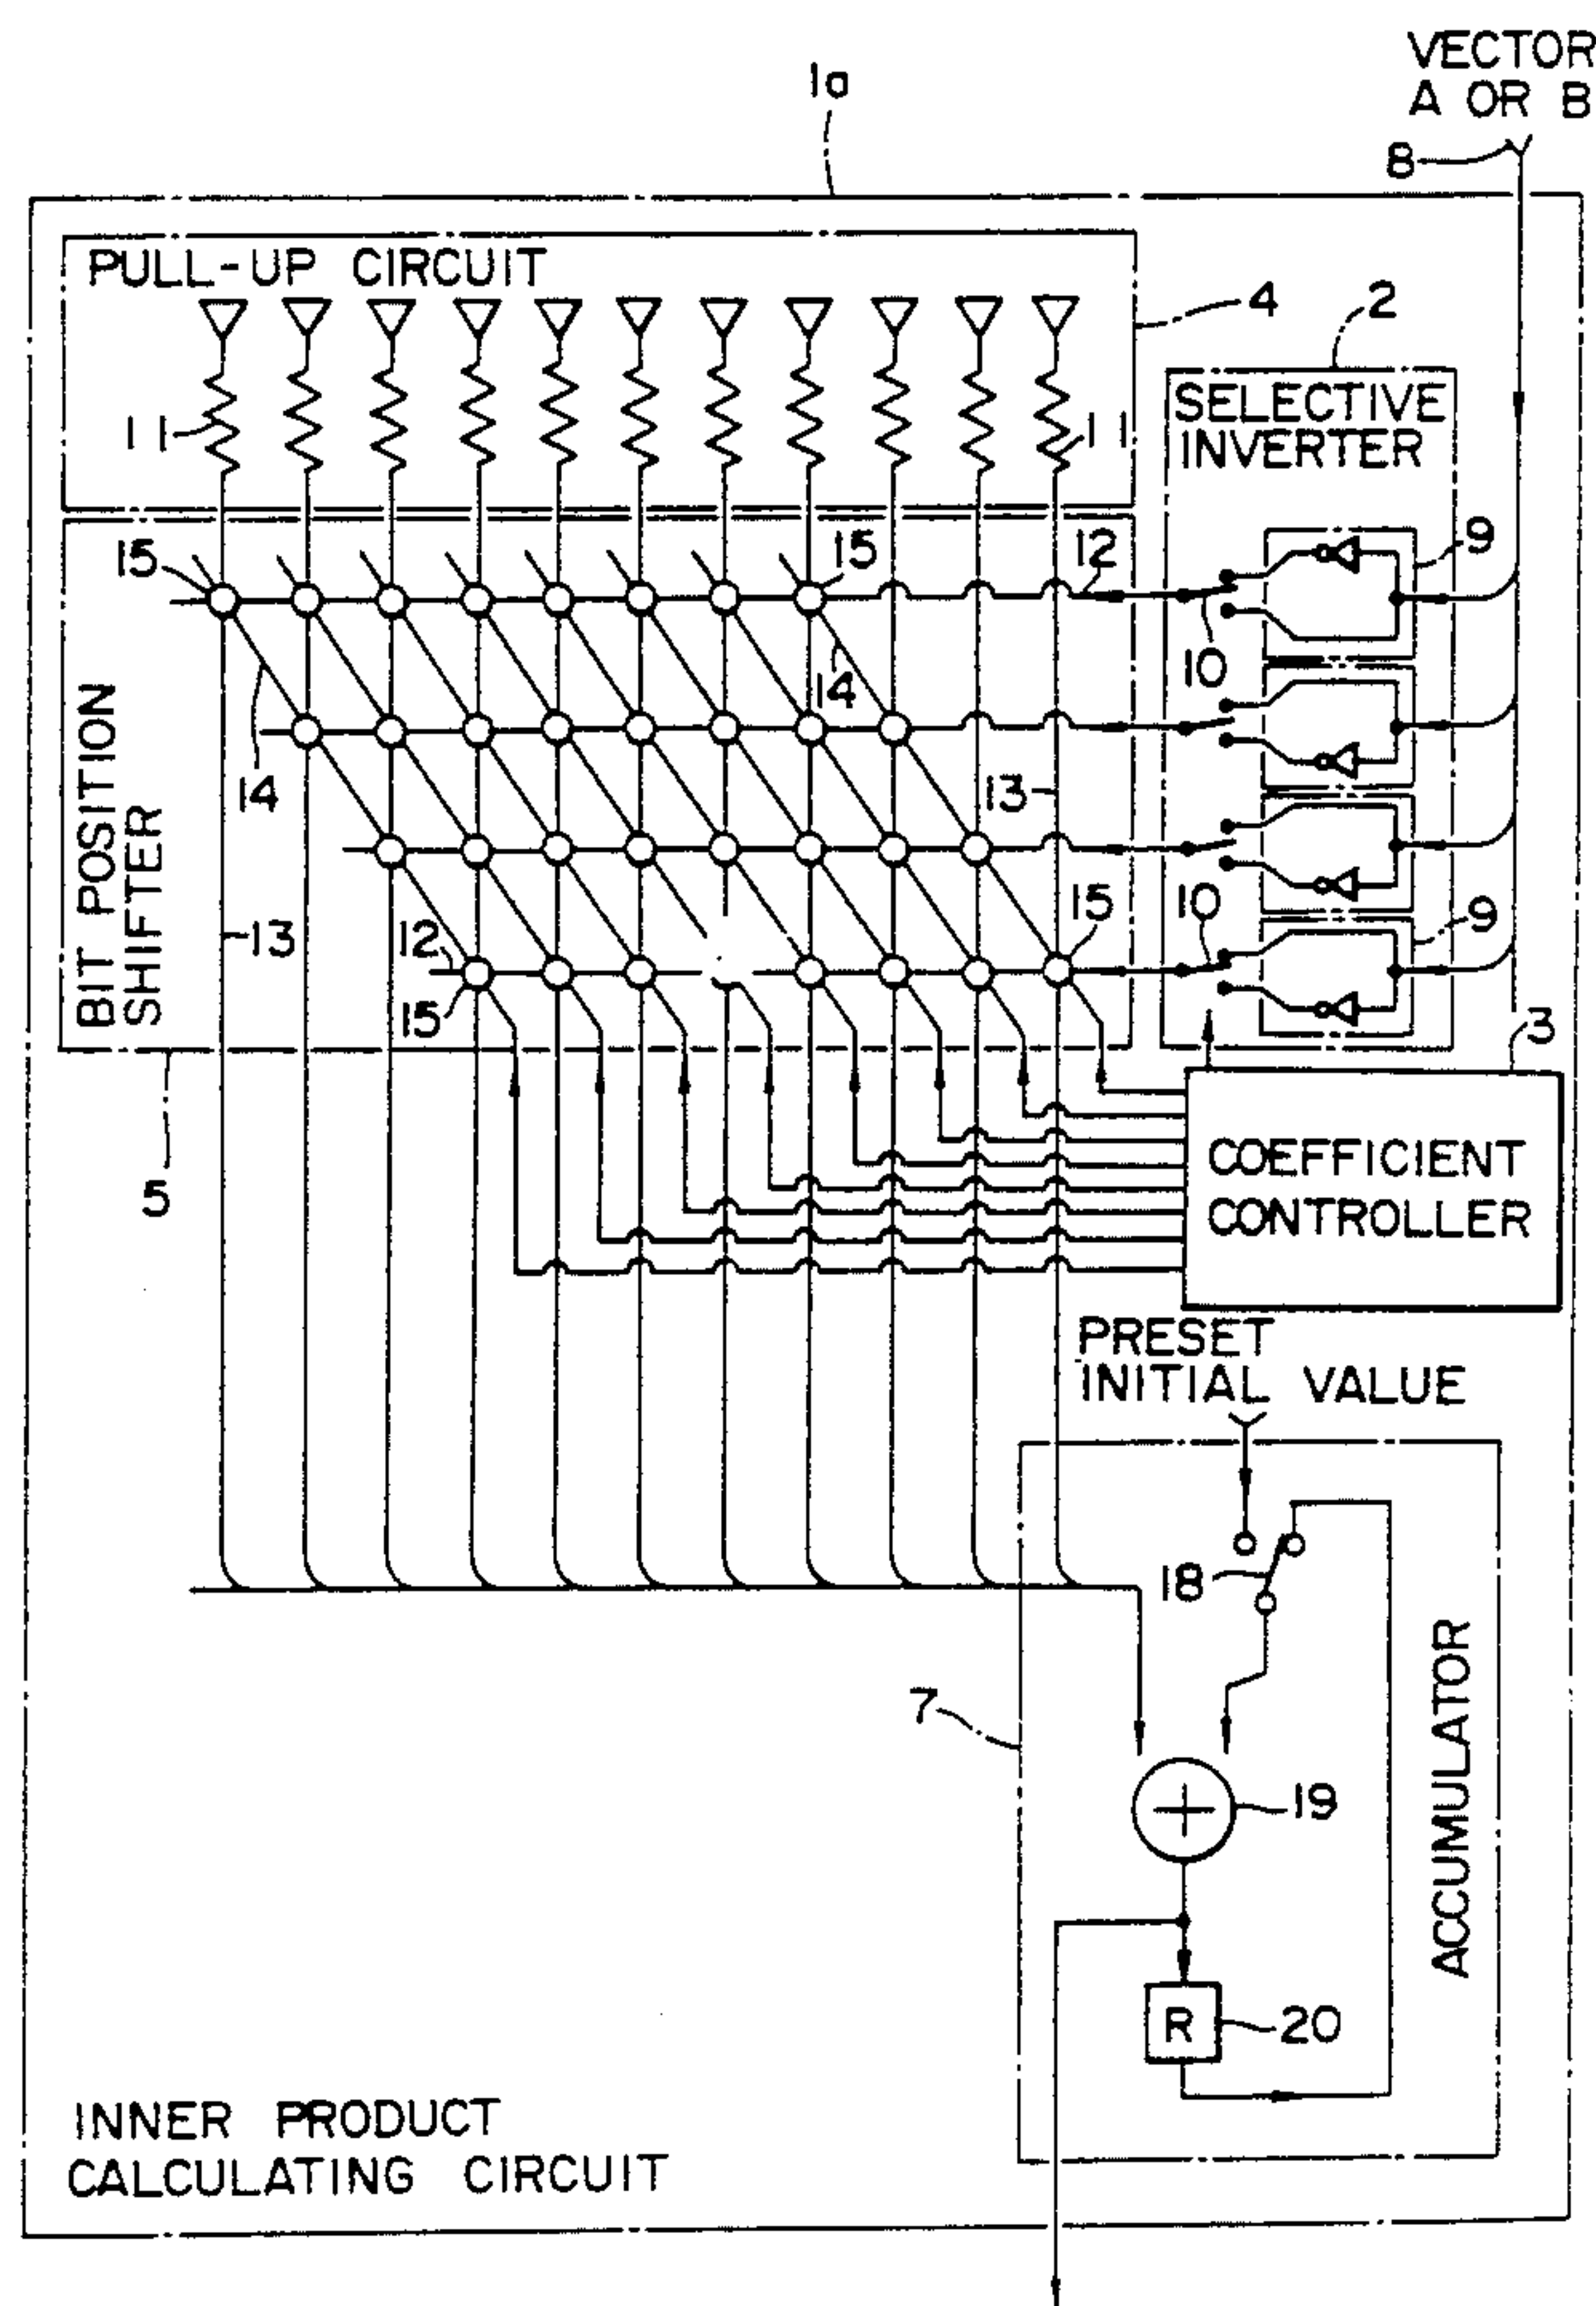 1a
VECTOR
A OR B
8
PULL-UP CIRCUIT
4
2
11
11
SELECTIVE
INVERTER
15
15
12
9
10
14
14
13
BIT POSITION
SHIFTER
13
12
15
10
15
9
3
5
COEFFICIENT
CONTROLLER
PRESET
INITIAL VALUE
18
7
19
ACCUMULATOR
R
20
INNER PRODUCT
CALCULATING CIRCUIT